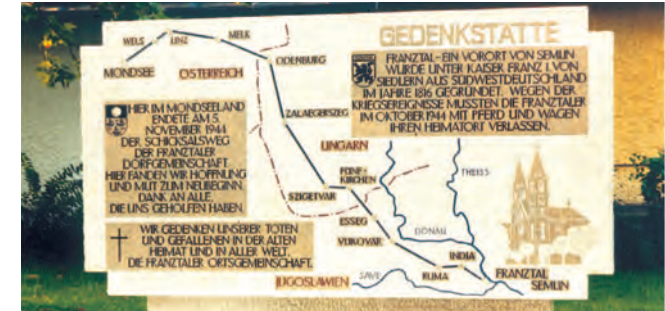 GEDENKSTÄTTE
FRANZTAL-EIN VORORT VON SEMLIN
WURDE UNTER KAISER FRANZ I. VON
SIEDLERN AUS SÜDWESTDEUTSCHLAND
IM JAHRE 1816 GEGRÜNDET. WEGEN DER
KRIEGSEREIGNISSE MUSSTEN DIE FRANZTALER
IM OKTOBER 1944 MIT PFERD UND WAGEN
IHREN HEIMATORT VERLASSEN.
WELS
LINZ
MELK
MONDSEE
ÖSTERREICH
ÖDENBURG
HIER IM MONDSEELAND
ENDETE AM 5.
NOVEMBER 1944
DER SCHICKSALSWEG
DER FRANZTALER
DORFGEMEINSCHAFT
HIER FANDEN WIR HOFFNUNG
UND MUT ZUM NEUBEGINN.
DANK AN ALLE,
DIE UNS GEHOLFEN HABEN.
ZALAEGERSZEG
UNGARN
FÜNF-
KIRCHEN
THEISS
SZIGETVAR
ESSEG
DONAU
VUKOVAR
INDIA
RUMA
FRANZTAL
SEMLIN
SAVE
JUGOSLAWIEN
WIR GEDENKEN UNSERER TOTEN
UND GEFALLENEN IN DER ALTEN
HEIMAT UND IN ALLER WELT.
DIE FRANZTALER ORTSGEMEINSCHAFT.